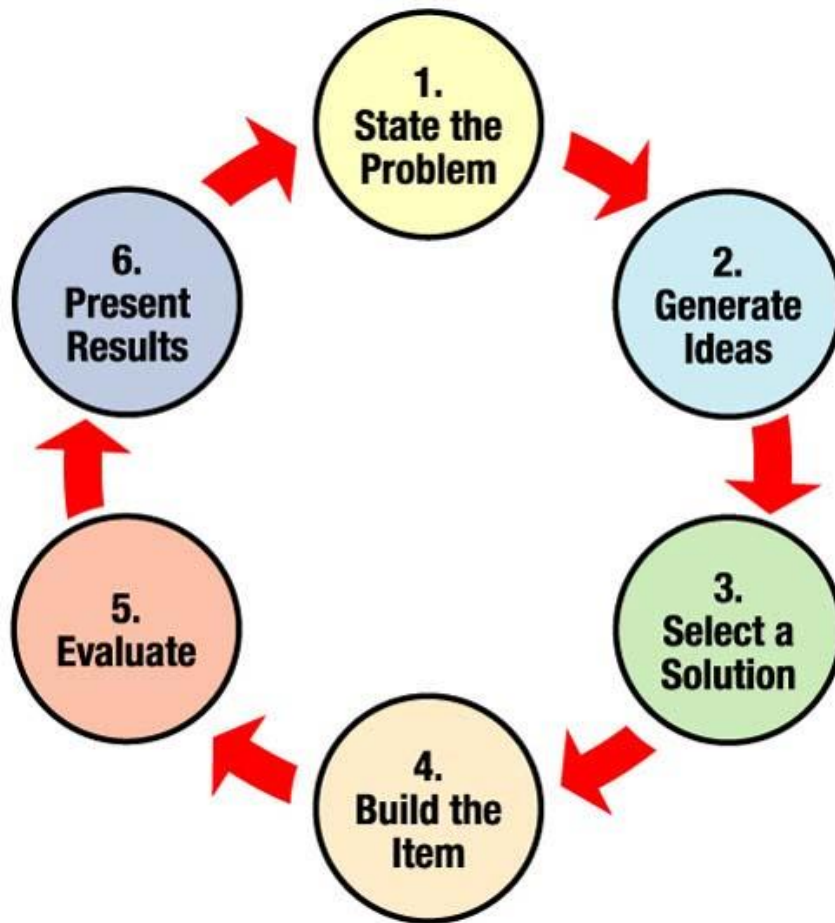 1.
State the
Problem
2.
Generate
Ideas
3.
Select a
Solution
4.
Build the
Item
5.
Evaluate
6.
Present
Results